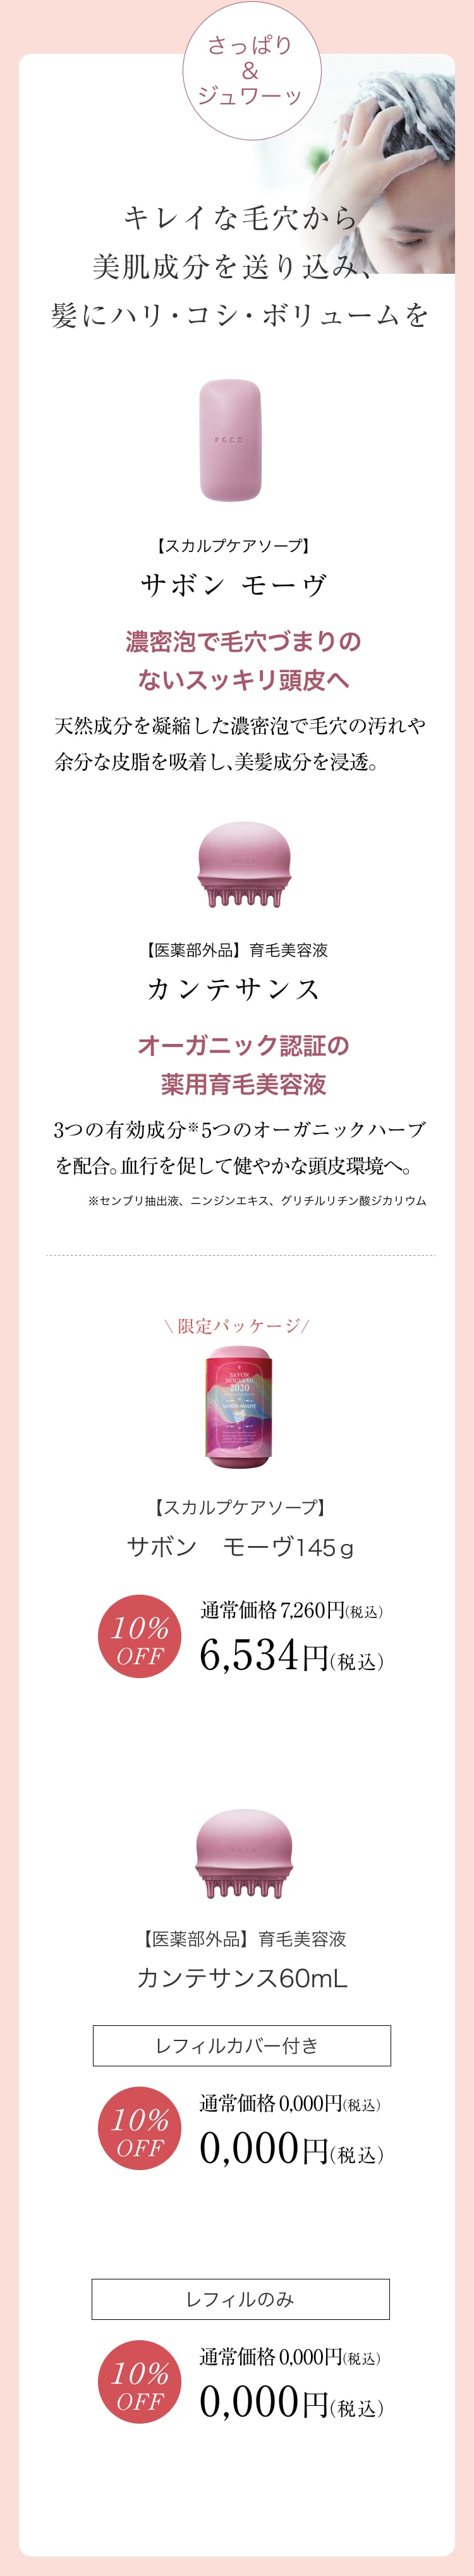 さっぱり
&
ジュワーッ
キレイな毛穴から
美肌成分を送り込み、
髪にハリ・コシ・ボリュームを
P G C D
【スカルプケアソープ】
サボン モーヴ
濃密泡で毛穴づまりの
ないスッキリ頭皮へ
天然成分を凝縮した濃密泡で毛穴の汚れや
余分な皮脂を吸着し、美髪成分を浸透。
【医薬部外品】育毛美容液
カンテサンス
オーガニック認証の
薬用育毛美容液
3つの有効成分※5つのオーガニックハーブ
を配合。血行を促して健やかな頭皮環境へ。
※センブリ抽出液、ニンジンエキス、グリチルリチン酸ジカリウム
\ 限定パッケージ/
SAVON
NOUVEAU
2020
SAVON MAUVE
【スカルプケアソープ】
サボン　モーヴ145g
10%
OFF
通常価格 7,260円(税込)
6,534円(税込)
【医薬部外品】育毛美容液
カンテサンス60mL
レフィルカバー付き
10%
OFF
通常価格 0,000円(税込)
0,000円(税込)
レフィルのみ
10%
OFF
通常価格 0,000円(税込)
0,000円(税込)